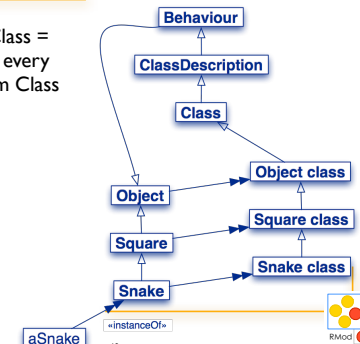 Class =
every
m Class
Behaviour
ClassDescription
Class
Object class
Object
Square class
Square
Snake class
Snake
«instanceOf»
aSnake
RMod